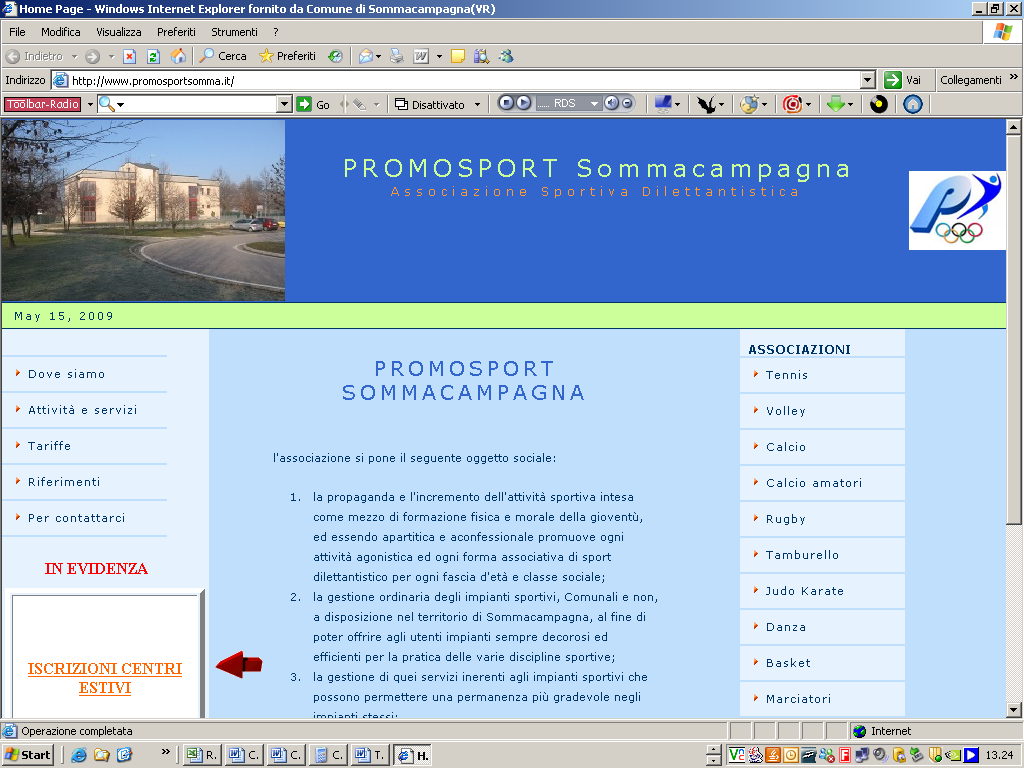 Home Page - Windows Internet Explorer fornito da Comune di Sommacampagna(VR)
File Modifica Visualizza Preferiti Strumenti ?
Indietro Cerca Preferiti
Indirizzo http://www.promosportsomma.it/ Vai Collegamenti »
Toolbar-Radio Go Disattivato ..... RDS
PROMOSPORT Sommacampagna
Associazione Sportiva Dilettantistica
May 15, 2009
Dove siamo
Attività e servizi
Tariffe
Riferimenti
Per contattarci
IN EVIDENZA
ISCRIZIONI CENTRI
ESTIVI
PROMOSPORT
SOMMACAMPAGNA
l'associazione si pone il seguente oggetto sociale:
1. la propaganda e l'incremento dell'attività sportiva intesa
come mezzo di formazione fisica e morale della gioventù,
ed essendo apartitica e aconfessionale promuove ogni
attività agonistica ed ogni forma associativa di sport
dilettantistico per ogni fascia d'età e classe sociale;
2. la gestione ordinaria degli impianti sportivi, Comunali e non,
a disposizione nel territorio di Sommacampagna, al fine di
poter offrire agli utenti impianti sempre decorosi ed
efficienti per la pratica delle varie discipline sportive;
3. la gestione di quei servizi inerenti agli impianti sportivi che
possono permettere una permanenza più gradevole negli
impianti stessi;
ASSOCIAZIONI
Tennis
Volley
Calcio
Calcio amatori
Rugby
Tamburello
Judo Karate
Danza
Basket
Marciatori
Operazione completata Internet
Start » R. C. C. C. T. H. 13.24